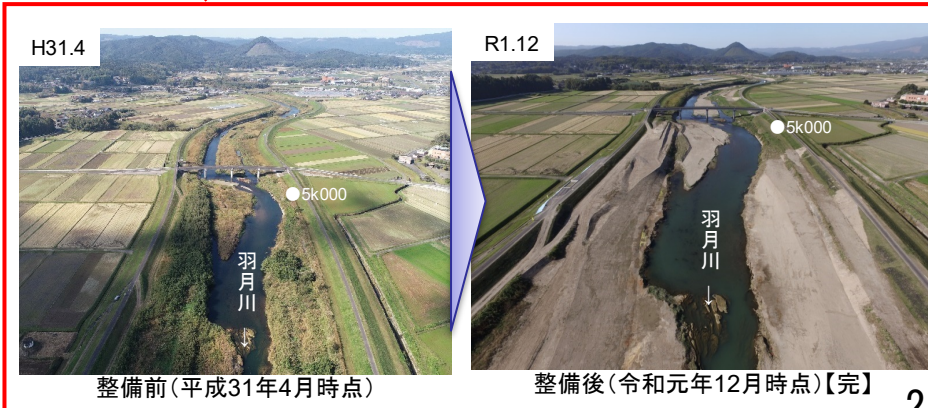 H31.4
5k000
羽月川
↓
整備前(平成31年4月時点)
R1.12
5k000
羽月川
↓
整備後(令和元年12月時点)【完】
2